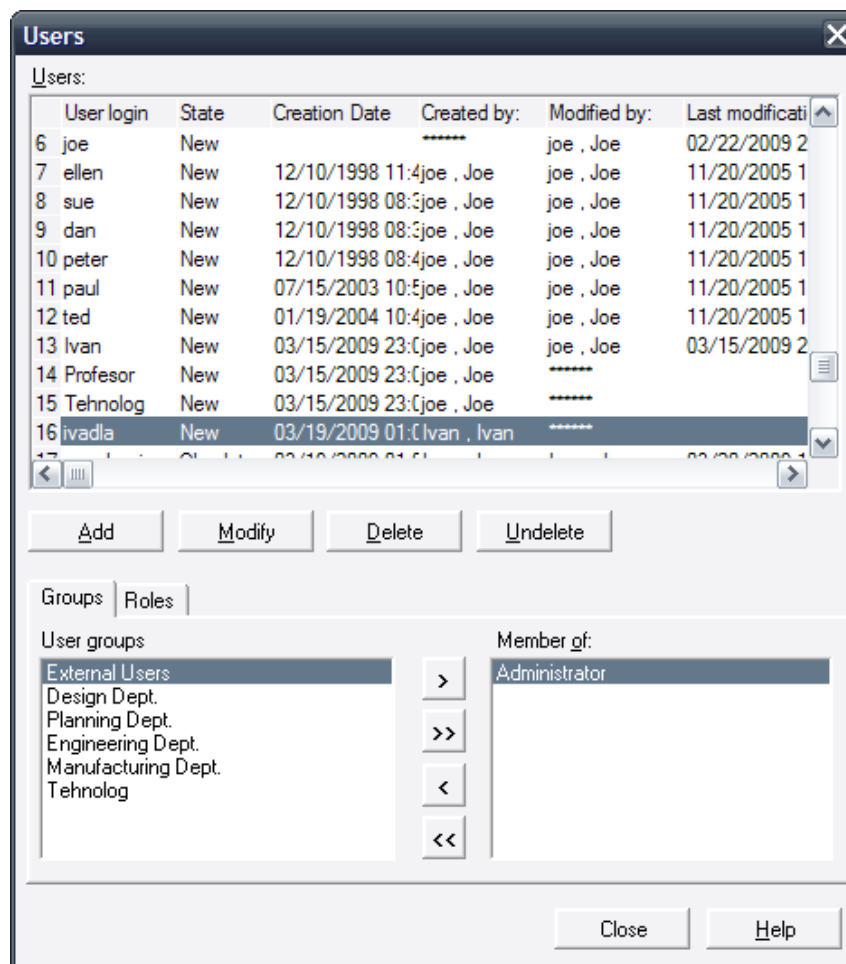 Users
Users:
User login State Creation Date Created by: Modified by: Last modificati
6 joe New ****** joe , Joe 02/22/2009 2
7 ellen New 12/10/1998 11:4 joe , Joe joe , Joe 11/20/2005 1
8 sue New 12/10/1998 08:3 joe , Joe joe , Joe 11/20/2005 1
9 dan New 12/10/1998 08:3 joe , Joe joe , Joe 11/20/2005 1
10 peter New 12/10/1998 08:4 joe , Joe joe , Joe 11/20/2005 1
11 paul New 07/15/2003 10:5 joe , Joe joe , Joe 11/20/2005 1
12 ted New 01/19/2004 10:4 joe , Joe joe , Joe 11/20/2005 1
13 Ivan New 03/15/2009 23:0 joe , Joe joe , Joe 03/15/2009 2
14 Profesor New 03/15/2009 23:0 joe , Joe ******
15 Tehnolog New 03/15/2009 23:0 joe , Joe ******
16 ivadla New 03/19/2009 01:0 Ivan , Ivan ******
Add Modify Delete Undelete
Groups Roles
User groups Member of:
External Users Administrator
Design Dept.
Planning Dept.
Engineering Dept.
Manufacturing Dept.
Tehnolog
> 
>>
<
<<
Close Help